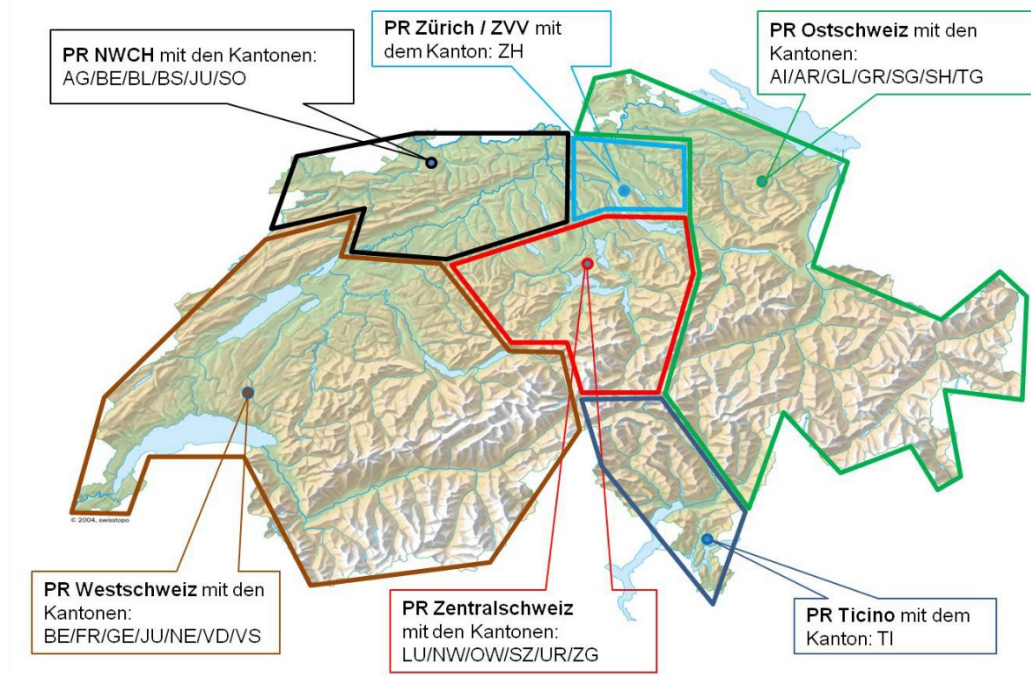 PR NWCH mit den Kantonen:
AG/BE/BL/BS/JU/SO
PR Zürich / ZVV mit
dem Kanton: ZH
PR Ostschweiz mit den
Kantonen:
AI/AR/GL/GR/SG/SH/TG
© 2004, swisstopo
PR Westschweiz mit den
Kantonen:
BE/FR/GE/JU/NE/VD/VS
PR Zentralschweiz
mit den Kantonen:
LU/NW/OW/SZ/UR/ZG
PR Ticino mit dem
Kanton: TI